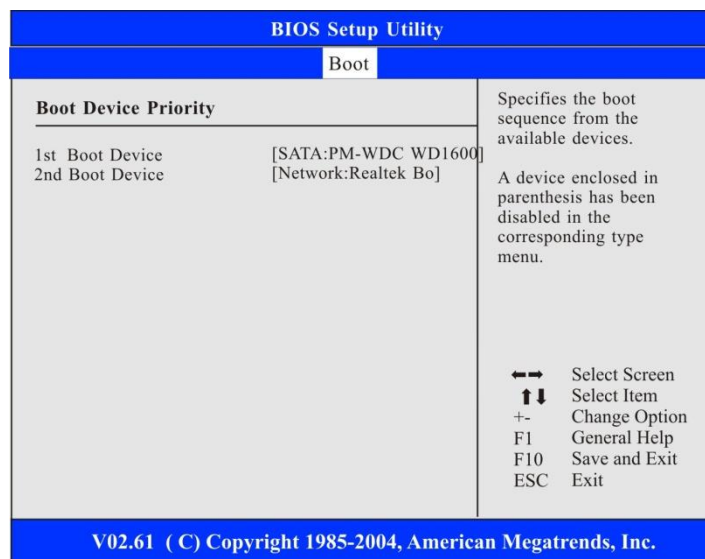 BIOS Setup Utility
Boot
Boot Device Priority
1st Boot Device [SATA:PM-WDC WD1600]
2nd Boot Device [Network:Realtek Bo]
Specifies the boot
sequence from the
available devices.
A device enclosed in
parenthesis has been
disabled in the
corresponding type
menu.
←→ Select Screen
↑↓ Select Item
+- Change Option
F1 General Help
F10 Save and Exit
ESC Exit
V02.61 ( C) Copyright 1985-2004, American Megatrends, Inc.